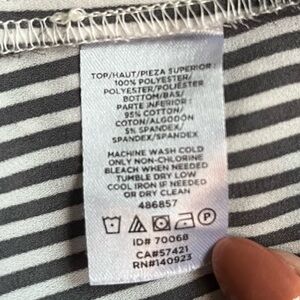 TOP/HAUT/PIEZA SUPERIOR:
100% POLYESTER/
POLYESTER/POLIÉSTER
BOTTOM/BAS/
PARTE INFERIOR:
95% COTTON/
COTON/ALGODÓN
5% SPANDEX/
SPANDEX/SPANDEX
MACHINE WASH COLD
ONLY NON-CHLORINE
BLEACH WHEN NEEDED
TUMBLE DRY LOW
COOL IRON IF NEEDED
OR DRY CLEAN
486857
P
ID# 70068
CA#57421
RN#140923